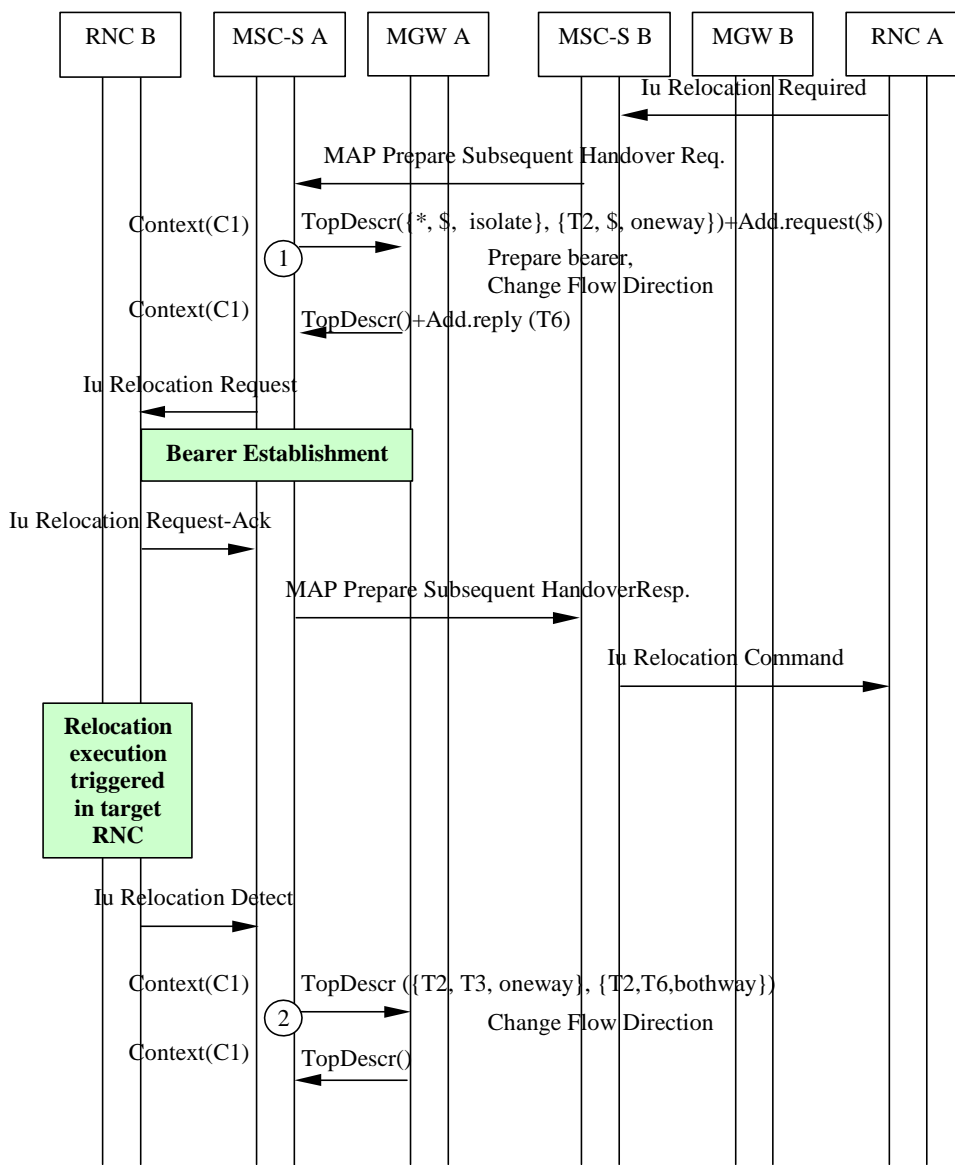 RNC B
MSC-S A
MGW A
MSC-S B
MGW B
RNC A
Iu Relocation Required
MAP Prepare Subsequent Handover Req.
Context(C1)
TopDescr({*, $, isolate}, {T2, $, oneway})+Add.request($)
1
Prepare bearer,
Change Flow Direction
Context(C1)
TopDescr()+Add.reply (T6)
Iu Relocation Request
Bearer Establishment
Iu Relocation Request-Ack
MAP Prepare Subsequent HandoverResp.
Iu Relocation Command
Relocation
execution
triggered
in target
RNC
Iu Relocation Detect
Context(C1)
TopDescr ({T2, T3, oneway}, {T2,T6,bothway})
2
Change Flow Direction
Context(C1)
TopDescr()